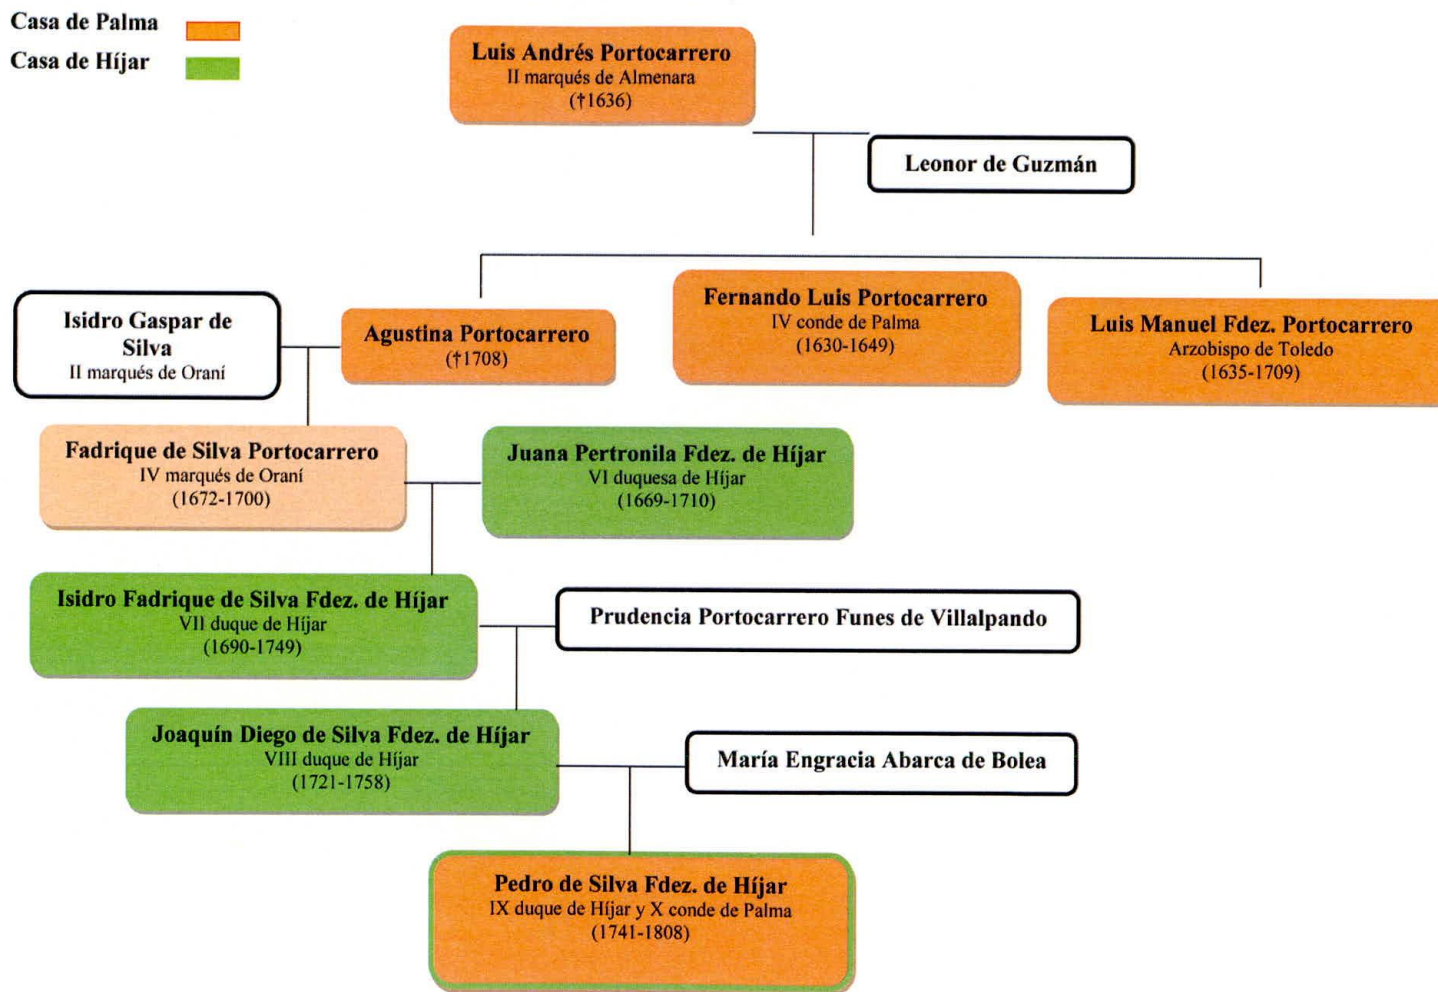 Casa de Palma
Casa de Híjar
Luis Andrés Portocarrero
II marqués de Almenara
(†1636)
Leonor de Guzmán
Isidro Gaspar de
Silva
II marqués de Oraní
Agustina Portocarrero
(†1708)
Fernando Luis Portocarrero
IV conde de Palma
(1630-1649)
Luis Manuel Fdez. Portocarrero
Arzobispo de Toledo
(1635-1709)
Fadrique de Silva Portocarrero
IV marqués de Oraní
(1672-1700)
Juana Pertronila Fdez. de Híjar
VI duquesa de Híjar
(1669-1710)
Isidro Fadrique de Silva Fdez. de Híjar
VII duque de Híjar
(1690-1749)
Prudencia Portocarrero Funes de Villalpando
Joaquín Diego de Silva Fdez. de Híjar
VIII duque de Híjar
(1721-1758)
María Engracia Abarca de Bolea
Pedro de Silva Fdez. de Híjar
IX duque de Híjar y X conde de Palma
(1741-1808)